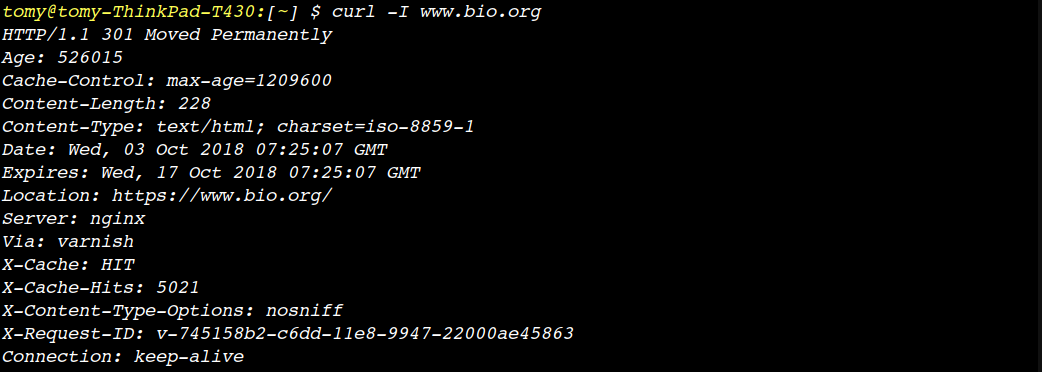 tomy@tomy-ThinkPad-T430:[~] $ curl -I www.bio.org
HTTP/1.1 301 Moved Permanently
Age: 526015
Cache-Control: max-age=1209600
Content-Length: 228
Content-Type: text/html; charset=iso-8859-1
Date: Wed, 03 Oct 2018 07:25:07 GMT
Expires: Wed, 17 Oct 2018 07:25:07 GMT
Location: https://www.bio.org/
Server: nginx
Via: varnish
X-Cache: HIT
X-Cache-Hits: 5021
X-Content-Type-Options: nosniff
X-Request-ID: v-745158b2-c6dd-11e8-9947-22000ae45863
Connection: keep-alive